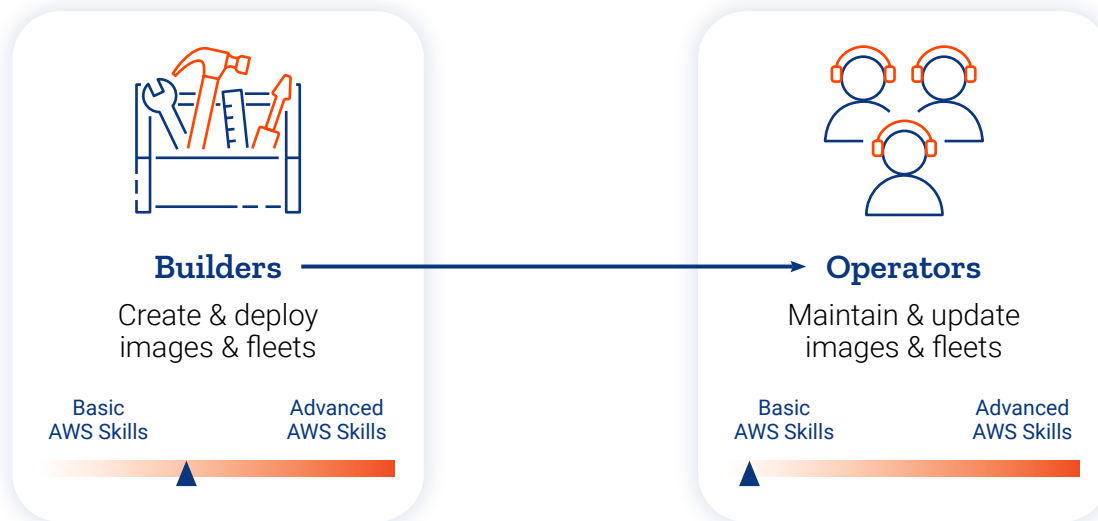 Builders
Create & deploy
images & fleets
Basic
AWS Skills
Advanced
AWS Skills
Operators
Maintain & update
images & fleets
Basic
AWS Skills
Advanced
AWS Skills